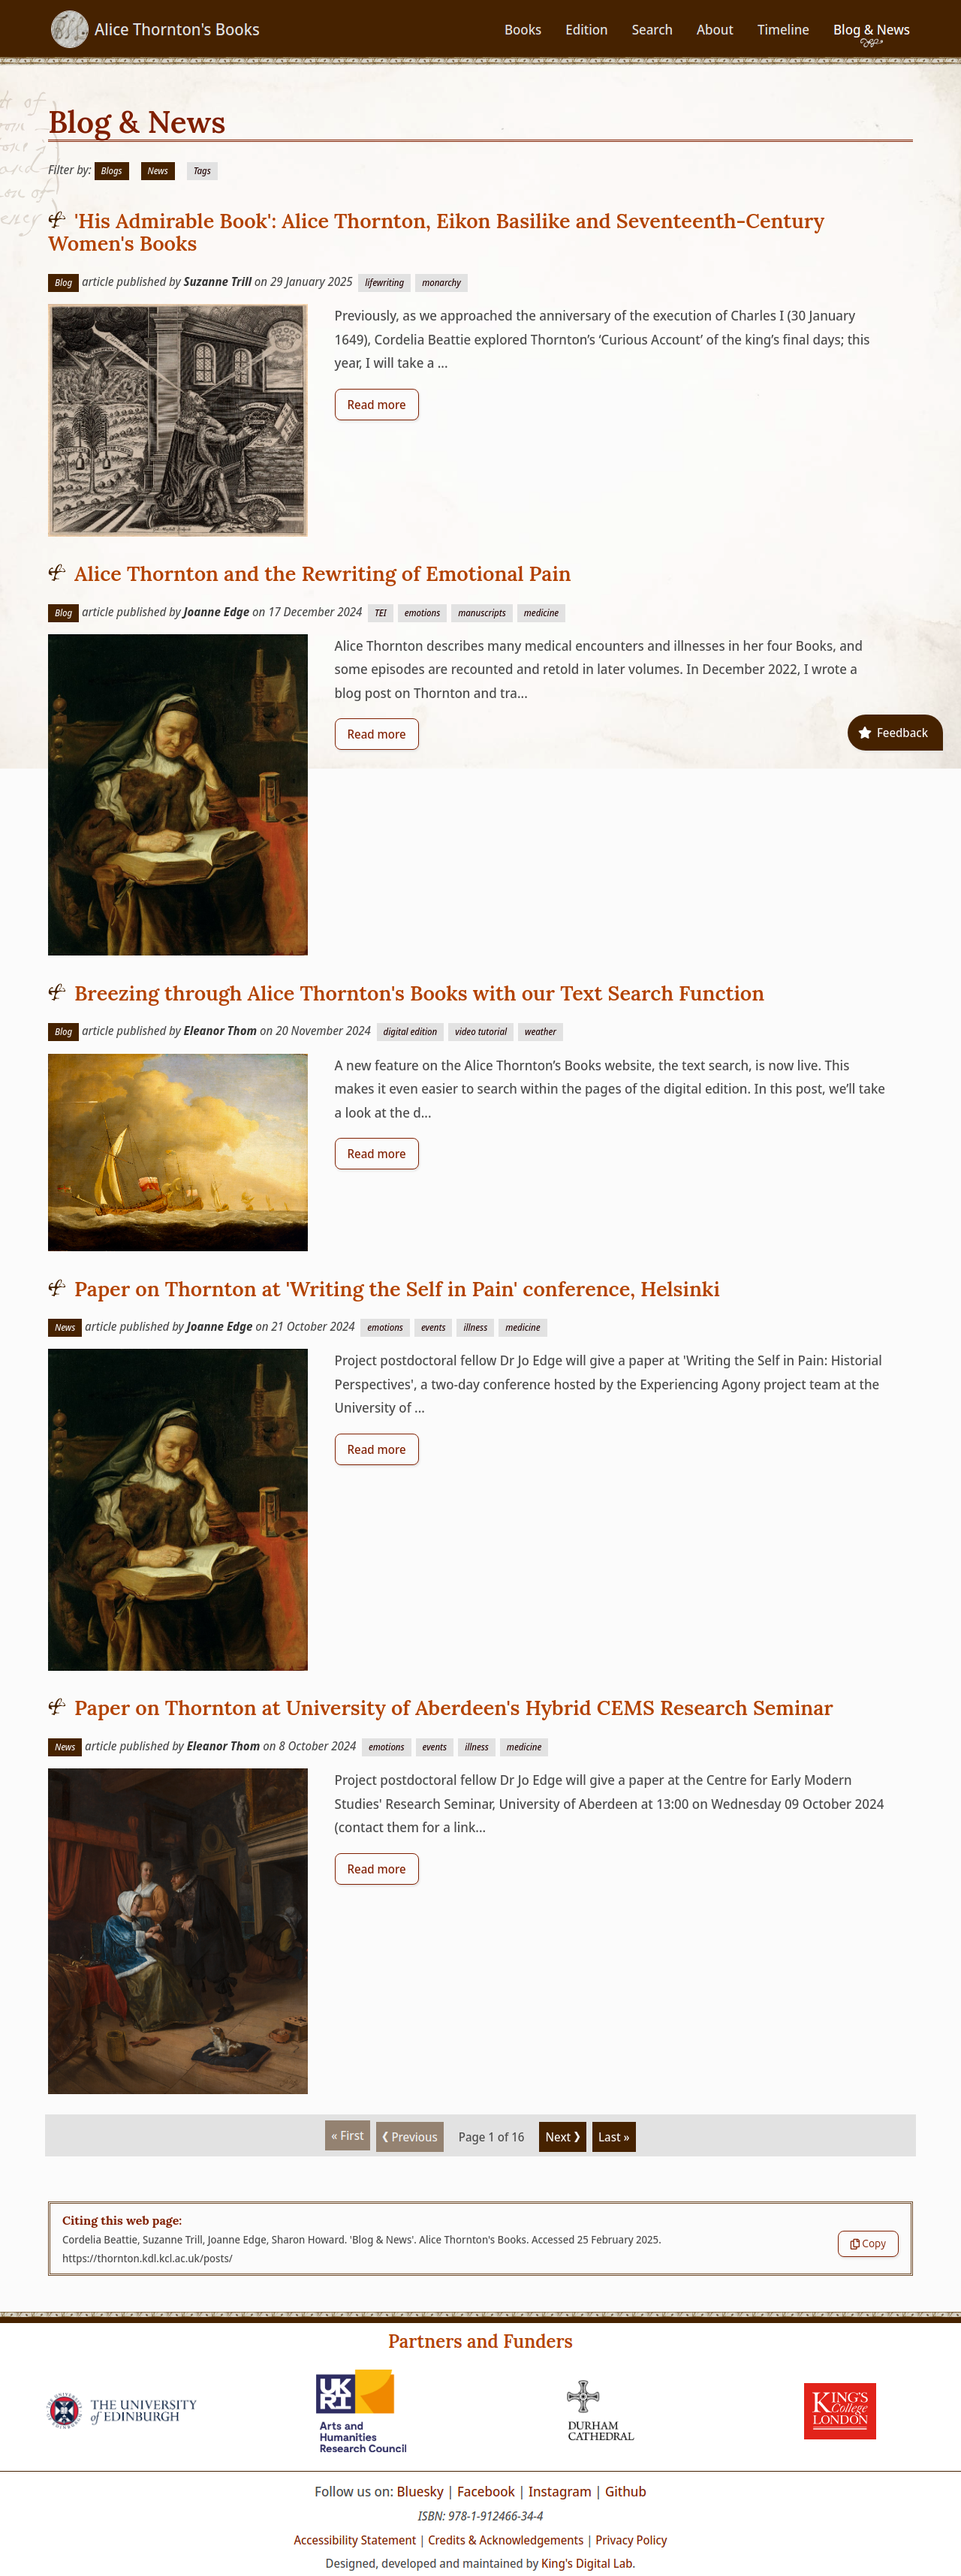 Alice Thornton's Books
Books
Edition
Search
About
Timeline
Blog & News
Blog & News
Filter by: Blogs News Tags
'His Admirable Book': Alice Thornton, Eikon Basilike and Seventeenth-Century
Women's Books
Blog article published by Suzanne Trill on 29 January 2025 lifewriting monarchy
Previously, as we approached the anniversary of the execution of Charles I (30 January
1649), Cordelia Beattie explored Thornton’s ‘Curious Account’ of the king’s final days; this
year, I will take a ...
Read more
Alice Thornton and the Rewriting of Emotional Pain
Blog article published by Joanne Edge on 17 December 2024 TEI emotions manuscripts medicine
Alice Thornton describes many medical encounters and illnesses in her four Books, and
some episodes are recounted and retold in later volumes. In December 2022, I wrote a
blog post on Thornton and tra...
Read more
Feedback
Breezing through Alice Thornton's Books with our Text Search Function
Blog article published by Eleanor Thom on 20 November 2024 digital edition video tutorial weather
A new feature on the Alice Thornton’s Books website, the text search, is now live. This
makes it even easier to search within the pages of the digital edition. In this post, we’ll take
a look at the d...
Read more
Paper on Thornton at 'Writing the Self in Pain' conference, Helsinki
News article published by Joanne Edge on 21 October 2024 emotions events illness medicine
Project postdoctoral fellow Dr Jo Edge will give a paper at 'Writing the Self in Pain: Historial
Perspectives', a two-day conference hosted by the Experiencing Agony project team at the
University of ...
Read more
Paper on Thornton at University of Aberdeen's Hybrid CEMS Research Seminar
News article published by Eleanor Thom on 8 October 2024 emotions events illness medicine
Project postdoctoral fellow Dr Jo Edge will give a paper at the Centre for Early Modern
Studies' Research Seminar, University of Aberdeen at 13:00 on Wednesday 09 October 2024
(contact them for a link...
Read more
« First ❰ Previous Page 1 of 16 Next ❱ Last »
Citing this web page:
Cordelia Beattie, Suzanne Trill, Joanne Edge, Sharon Howard. 'Blog & News'. Alice Thornton's Books. Accessed 25 February 2025.
https://thornton.kdl.kcl.ac.uk/posts/
Copy
Partners and Funders
THE UNIVERSITY
of EDINBURGH
UKRI
Arts and
Humanities
Research Council
DURHAM
CATHEDRAL
KING'S
College
LONDON
Follow us on: Bluesky | Facebook | Instagram | Github
ISBN: 978-1-912466-34-4
Accessibility Statement | Credits & Acknowledgements | Privacy Policy
Designed, developed and maintained by King's Digital Lab.